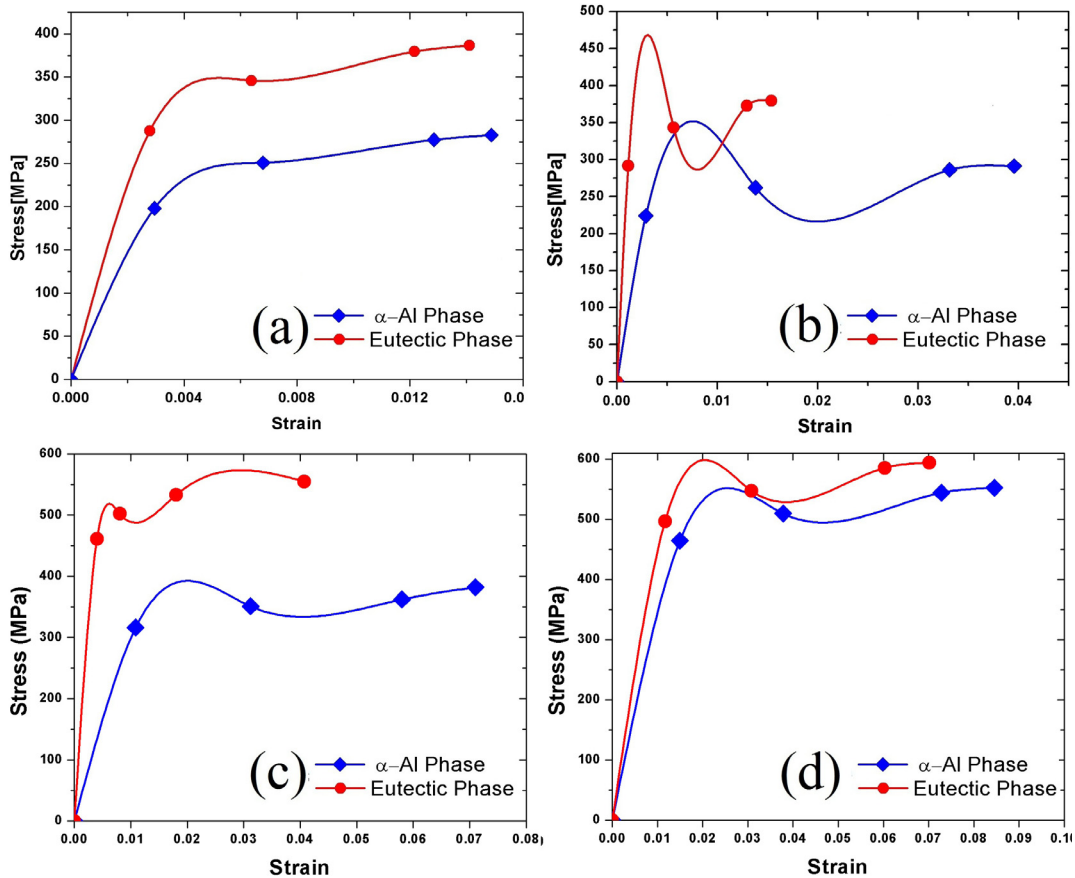 400
350
300
250
200
150
100
50
0
Stress[MPa]
0.000 0.004 0.008 0.012 0.0
Strain
(a)
α–Al Phase
Eutectic Phase
500
450
400
350
300
250
200
150
100
50
0
Stress[MPa]
0.00 0.01 0.02 0.03 0.04
Strain
(b)
α–Al Phase
Eutectic Phase
600
500
400
300
200
100
0
Stress (MPa)
0.00 0.01 0.02 0.03 0.04 0.05 0.06 0.07 0.08
Strain
(c)
α–Al Phase
Eutectic Phase
600
500
400
300
200
100
0
Stress (MPa)
0.00 0.01 0.02 0.03 0.04 0.05 0.06 0.07 0.08 0.09 0.10
Strain
(d)
α–Al Phase
Eutectic Phase